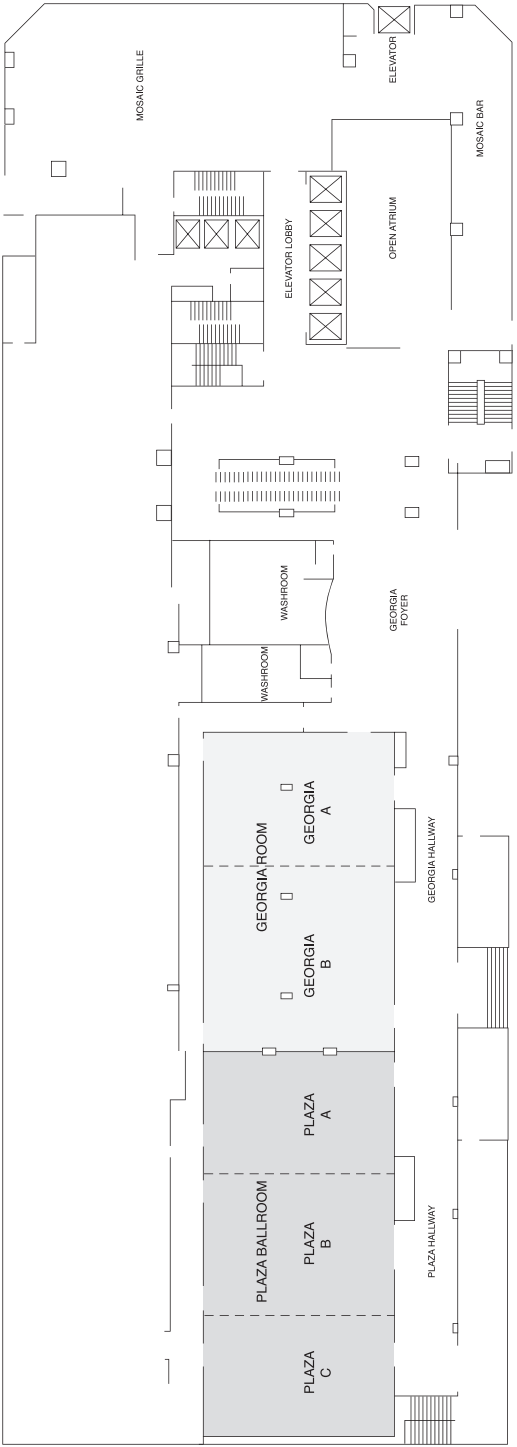 MOSAIC GRILLE
ELEVATOR
MOSAIC BAR
OPEN ATRIUM
ELEVATOR LOBBY
WASHROOM
GEORGIA
FOYER
WASHROOM
GEORGIA ROOM
GEORGIA
A
GEORGIA HALLWAY
GEORGIA
B
PLAZA
A
PLAZA BALLROOM
PLAZA
B
PLAZA HALLWAY
PLAZA
C